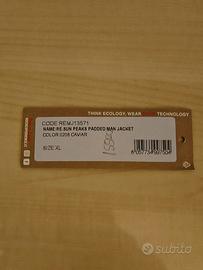 THINK ECOLOGY, WEAR TECHNOLOGY
CODE:REMJ13571
NAME:RE.SUN PEAKS PADDED MAN JACKET
COLOR:0208 CAVIAR
SIZE:XL
subito